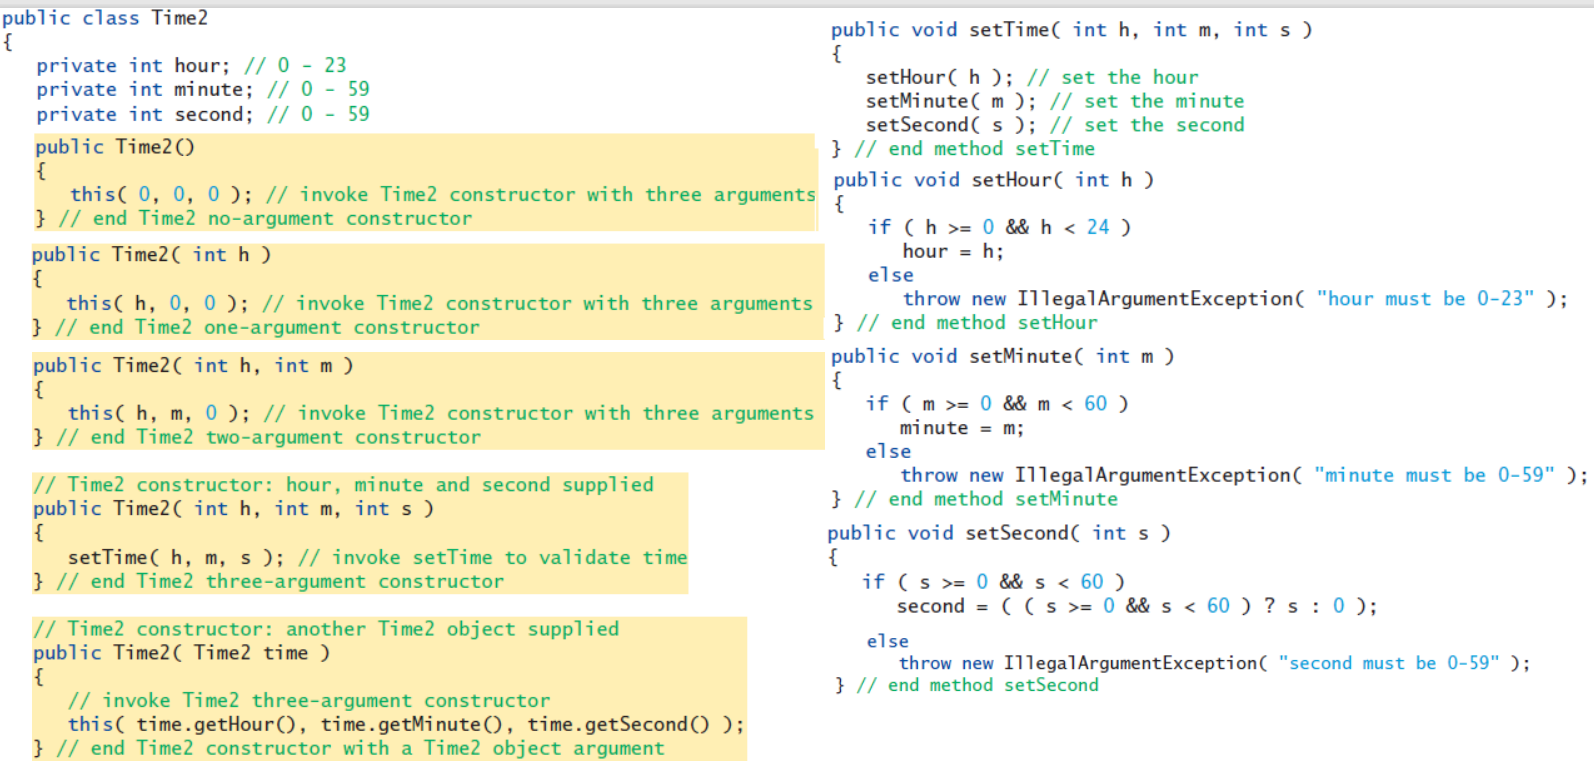 public class Time2
{
private int hour; // 0 - 23
private int minute; // 0 - 59
private int second; // 0 - 59
public Time2()
{
this( 0, 0, 0 ); // invoke Time2 constructor with three arguments
} // end Time2 no-argument constructor
public Time2( int h )
{
this( h, 0, 0 ); // invoke Time2 constructor with three arguments
} // end Time2 one-argument constructor
public Time2( int h, int m )
{
this( h, m, 0 ); // invoke Time2 constructor with three arguments
} // end Time2 two-argument constructor
// Time2 constructor: hour, minute and second supplied
public Time2( int h, int m, int s )
{
setTime( h, m, s ); // invoke setTime to validate time
} // end Time2 three-argument constructor
// Time2 constructor: another Time2 object supplied
public Time2( Time2 time )
{
// invoke Time2 three-argument constructor
this( time.getHour(), time.getMinute(), time.getSecond() );
} // end Time2 constructor with a Time2 object argument
public void setTime( int h, int m, int s )
{
setHour( h ); // set the hour
setMinute( m ); // set the minute
setSecond( s ); // set the second
} // end method setTime
public void setHour( int h )
{
if ( h >= 0 && h < 24 )
hour = h;
else
throw new IllegalArgumentException( "hour must be 0-23" );
} // end method setHour
public void setMinute( int m )
{
if ( m >= 0 && m < 60 )
minute = m;
else
throw new IllegalArgumentException( "minute must be 0-59" );
} // end method setMinute
public void setSecond( int s )
{
if ( s >= 0 && s < 60 )
second = ( ( s >= 0 && s < 60 ) ? s : 0 );
else
throw new IllegalArgumentException( "second must be 0-59" );
} // end method setSecond